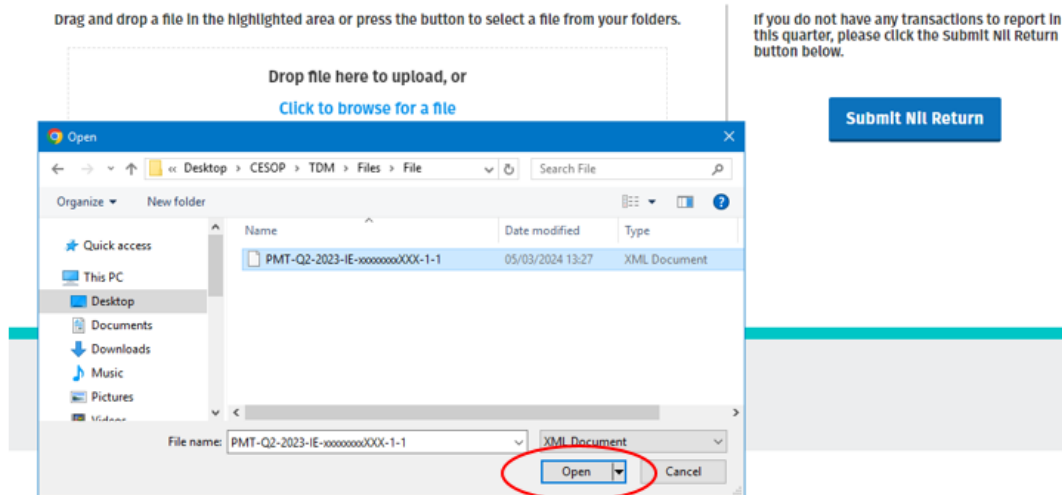 Drag and drop a file in the highlighted area or press the button to select a file from your folders.
Drop file here to upload, or
Click to browse for a file
If you do not have any transactions to report in
this quarter, please click the Submit Nil Return
button below.
Submit Nil Return
Open
« Desktop > CESOP > TDM > Files > File
Search File
Organize
New folder
Name
Date modified
Type
Quick access
PMT-Q2-2023-IE-xxxxxxxXXX-1-1
05/03/2024 13:27
XML Document
This PC
Desktop
Documents
Downloads
Music
Pictures
Videos
File name:
PMT-Q2-2023-IE-xxxxxxxXXX-1-1
XML Document
Open
Cancel